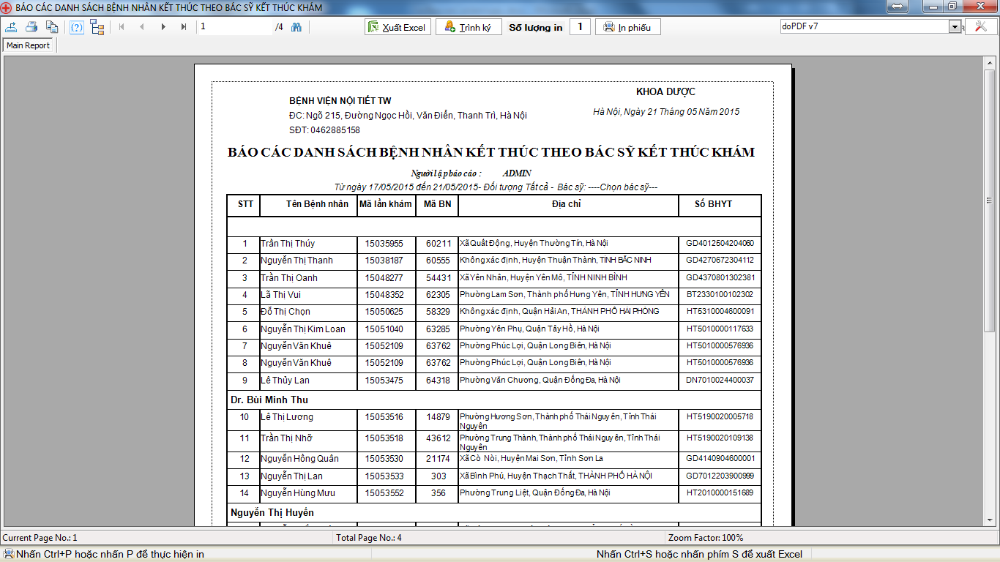 BÁO CÁC DANH SÁCH BỆNH NHÂN KẾT THÚC THEO BÁC SỸ KẾT THÚC KHÁM
1 /4 Xuất Excel Trình ký Số lượng in 1 In phiếu doPDF v7
Main Report
KHOA DƯỢC
BỆNH VIỆN NỘI TIẾT TW
Hà Nội, Ngày 21 Tháng 05 Năm 2015
ĐC: Ngõ 215, Đường Ngọc Hồi, Văn Điển, Thanh Trì, Hà Nội
SĐT: 0462885158
BÁO CÁC DANH SÁCH BỆNH NHÂN KẾT THÚC THEO BÁC SỸ KẾT THÚC KHÁM
Người lập báo cáo : ADMIN
Từ ngày 17/05/2015 đến 21/05/2015- Đối tượng Tất cả - Bác sỹ: ----Chọn bác sỹ---
STT Tên Bệnh nhân Mã lần khám Mã BN Địa chỉ Số BHYT
1 Trần Thị Thúy 15035955 60211 Xã Quất Động, Huyện Thường Tín, Hà Nội GD4012504204060
2 Nguyễn Thị Thanh 15038187 60555 Không xác định, Huyện Thuận Thành, TỈNH BẮC NINH GD4270672304112
3 Trần Thị Oanh 15048277 54431 Xã Yên Nhân, Huyện Yên Mô, TỈNH NINH BÌNH GD4370801302381
4 Lã Thị Vui 15048352 62305 Phường Lam Sơn, Thành phố Hưng Yên, TỈNH HƯNG YÊN BT2330100102302
5 Đỗ Thị Chọn 15050625 58329 Không xác định, Quận Hải An, THÀNH PHỐ HẢI PHÒNG HT5310004600091
6 Nguyễn Thị Kim Loan 15051040 63285 Phường Yên Phụ, Quận Tây Hồ, Hà Nội HT5010000117633
7 Nguyễn Văn Khuê 15052109 63762 Phường Phúc Lợi, Quận Long Biên, Hà Nội HT5010000576936
8 Nguyễn Văn Khuê 15052109 63762 Phường Phúc Lợi, Quận Long Biên, Hà Nội HT5010000576936
9 Lê Thủy Lan 15053475 64318 Phường Văn Chương, Quận Đống Đa, Hà Nội DN7010024400037
Dr. Bùi Minh Thu
10 Lê Thị Lương 15053516 14879 Phường Hương Sơn, Thành phố Thái Nguyên, Tỉnh Thái HT5190020005718
Nguyên
11 Trần Thị Nhỡ 15053518 43612 Phường Trung Thành, Thành phố Thái Nguyên, Tỉnh Thái HT5190020109138
Nguyên
12 Nguyễn Hồng Quân 15053530 21174 Xã Cò Nòi, Huyện Mai Sơn, Tỉnh Sơn La GD4140904600001
13 Nguyễn Thị Lan 15053533 303 Xã Bình Phú, Huyện Thạch Thất, THÀNH PHỐ HÀ NỘI GD7012203900999
14 Nguyễn Hùng Mưu 15053552 356 Phường Trung Liệt, Quận Đống Đa, Hà Nội HT2010000151689
Nguyễn Thị Huyền
Current Page No.: 1 Total Page No.: 4 Zoom Factor: 100%
Nhấn Ctrl+P hoặc nhấn P để thực hiện in Nhấn Ctrl+S hoặc nhấn phím S để xuất Excel